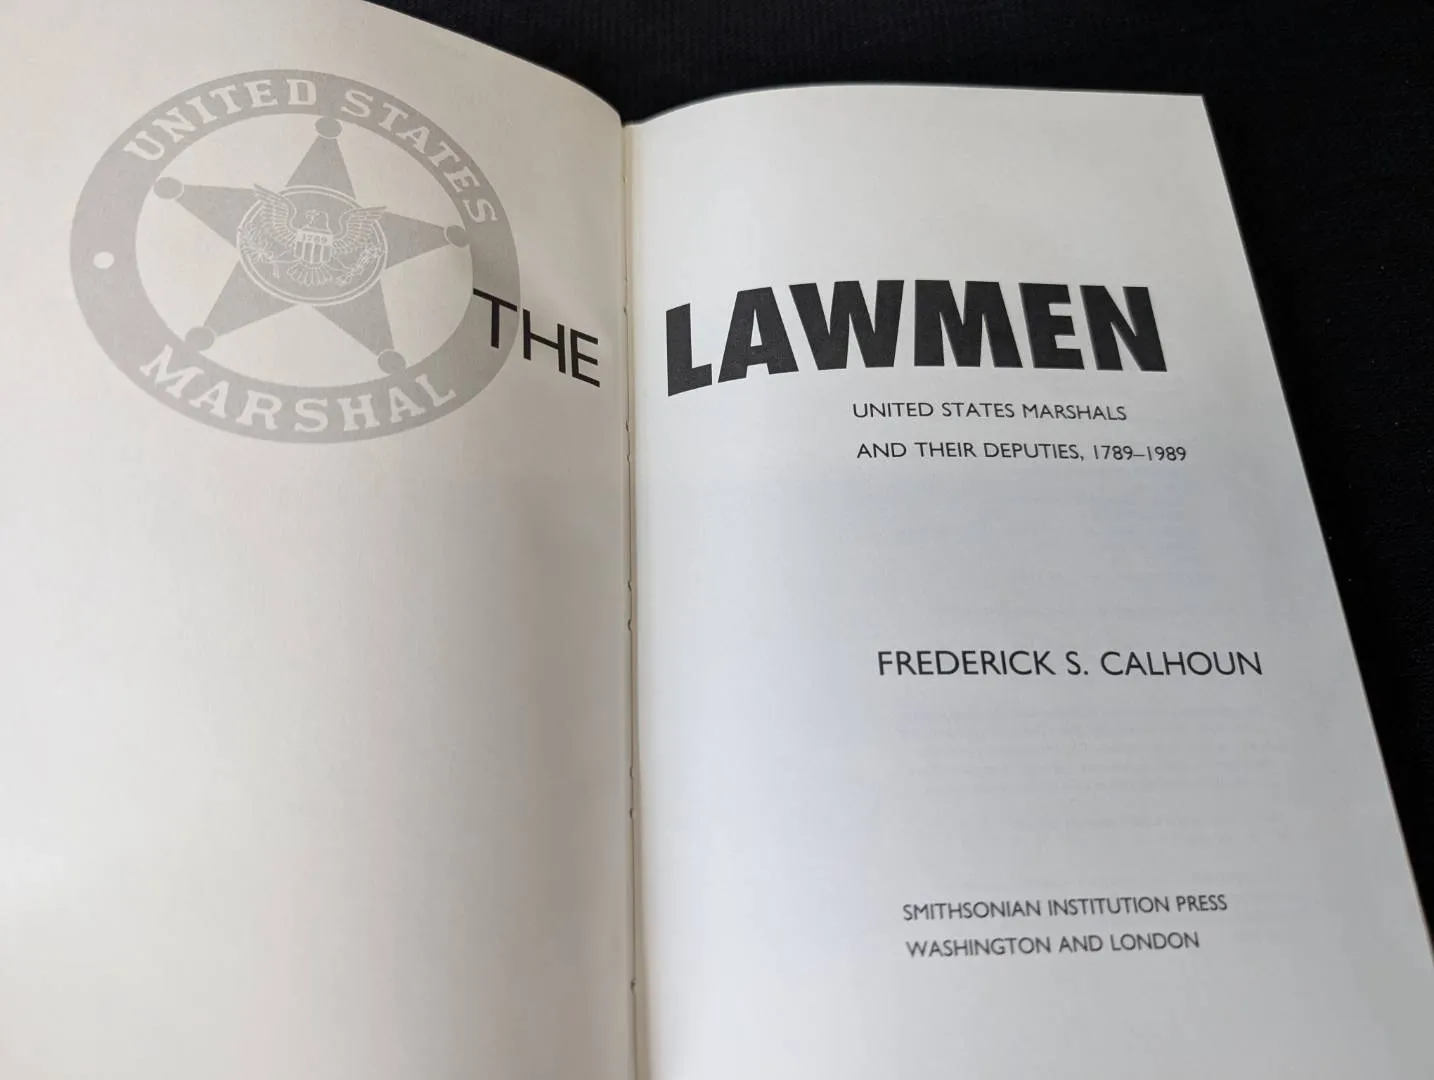 UNITED STATES
MARSHAL
1789
THE LAWMEN
UNITED STATES MARSHALS
AND THEIR DEPUTIES, 1789–1989
FREDERICK S. CALHOUN
SMITHSONIAN INSTITUTION PRESS
WASHINGTON AND LONDON